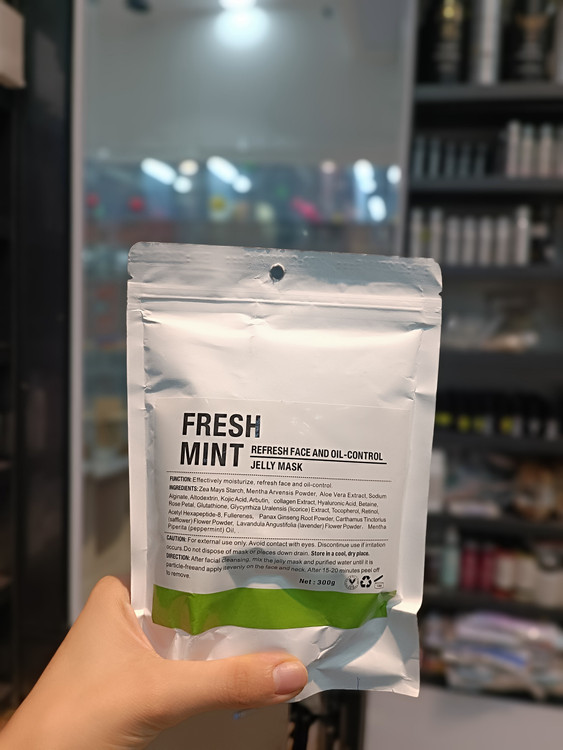 FRESH
MINT
REFRESH FACE AND OIL-CONTROL
JELLY MASK
FUNCTION: Effectively moisturize, refresh face and oil-control.
INGREDIENTS: Zea Mays Starch, Mentha Arvensis Powder, Aloe Vera Extract, Sodium
Alginate, Altodextrin, Kojic Acid, Arbutin, collagen Extract, Hyaluronic Acid, Betaine,
Rose Petal, Glutathione, Glycyrrhiza Uralensis (licorice) Extract, Tocopherol, Retinol,
Acetyl Hexapeptide-8, Fullerenes, Panax Ginseng Root Powder, Carthamus Tinctorius
(safflower) Flower Powder, Lavandula Angustifolia (lavender) Flower Powder, Mentha
Piperita (peppermint) Oil.
CAUTION: For external use only. Avoid contact with eyes. Discontinue use if irritation
occurs. Do not dispose of mask or pieces down drain. Store in a cool, dry place.
DIRECTION: After facial cleansing, mix the jelly mask and purified water until it is
particle-freeand apply evenly on the face and neck. After 15-20 minutes peel off
to remove.
Net : 300g